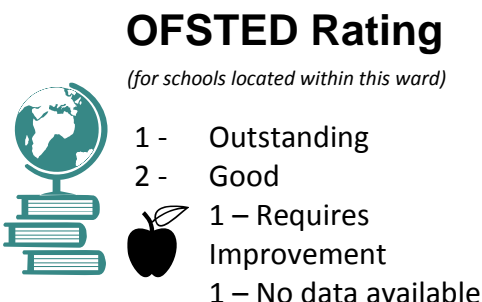 OFSTED Rating
(for schools located within this ward)
1 - Outstanding
2 - Good
1 – Requires
Improvement
1 – No data available